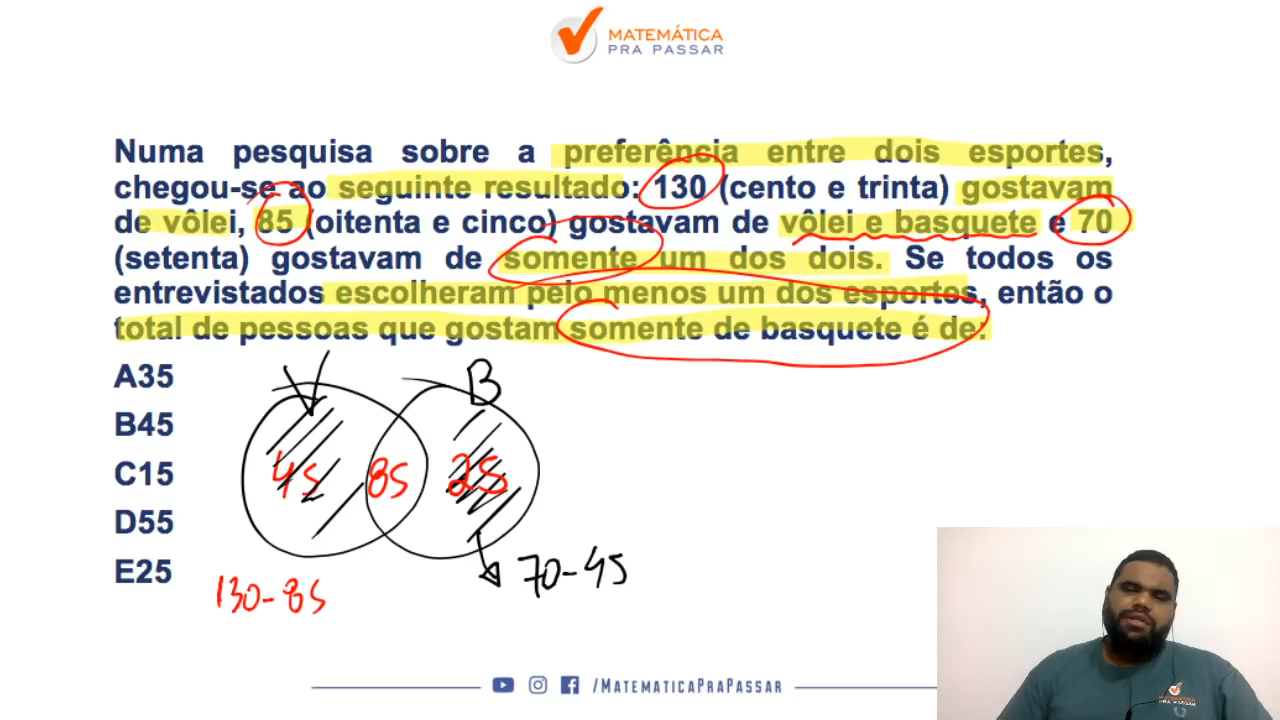 MATEMÁTICA
PRA PASSAR
Numa pesquisa sobre a preferência entre dois esportes,
chegou-se ao seguinte resultado: 130 (cento e trinta) gostavam
de vôlei, 85 (oitenta e cinco) gostavam de vôlei e basquete e 70
(setenta) gostavam de somente um dos dois. Se todos os
entrevistados escolheram pelo menos um dos esportes, então o
total de pessoas que gostam somente de basquete é de:
A35
B45
C15
D55
E25
V
B
45
85
25
70-45
130-85
/MATEMATICAPRAPASSAR
MATEMÁTICA
PRA PASSAR